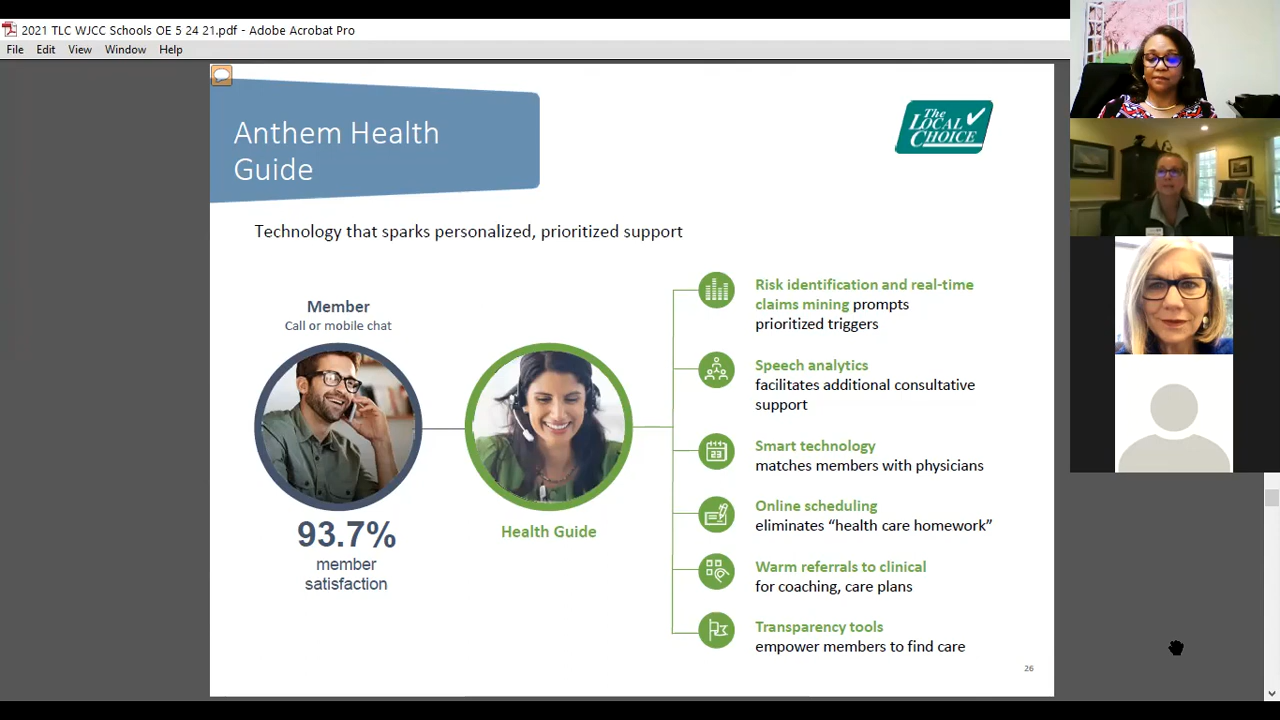 2021 TLC WJCC Schools OE 5 24 21.pdf - Adobe Acrobat Pro
File Edit View Window Help
Anthem Health
Guide
The
LOCAL
CHOICE
Technology that sparks personalized, prioritized support
Member
Call or mobile chat
93.7%
member
satisfaction
Health Guide
Risk identification and real-time
claims mining prompts
prioritized triggers
Speech analytics
facilitates additional consultative
support
23
Smart technology
matches members with physicians
Online scheduling
eliminates “health care homework”
Warm referrals to clinical
for coaching, care plans
Transparency tools
empower members to find care
26